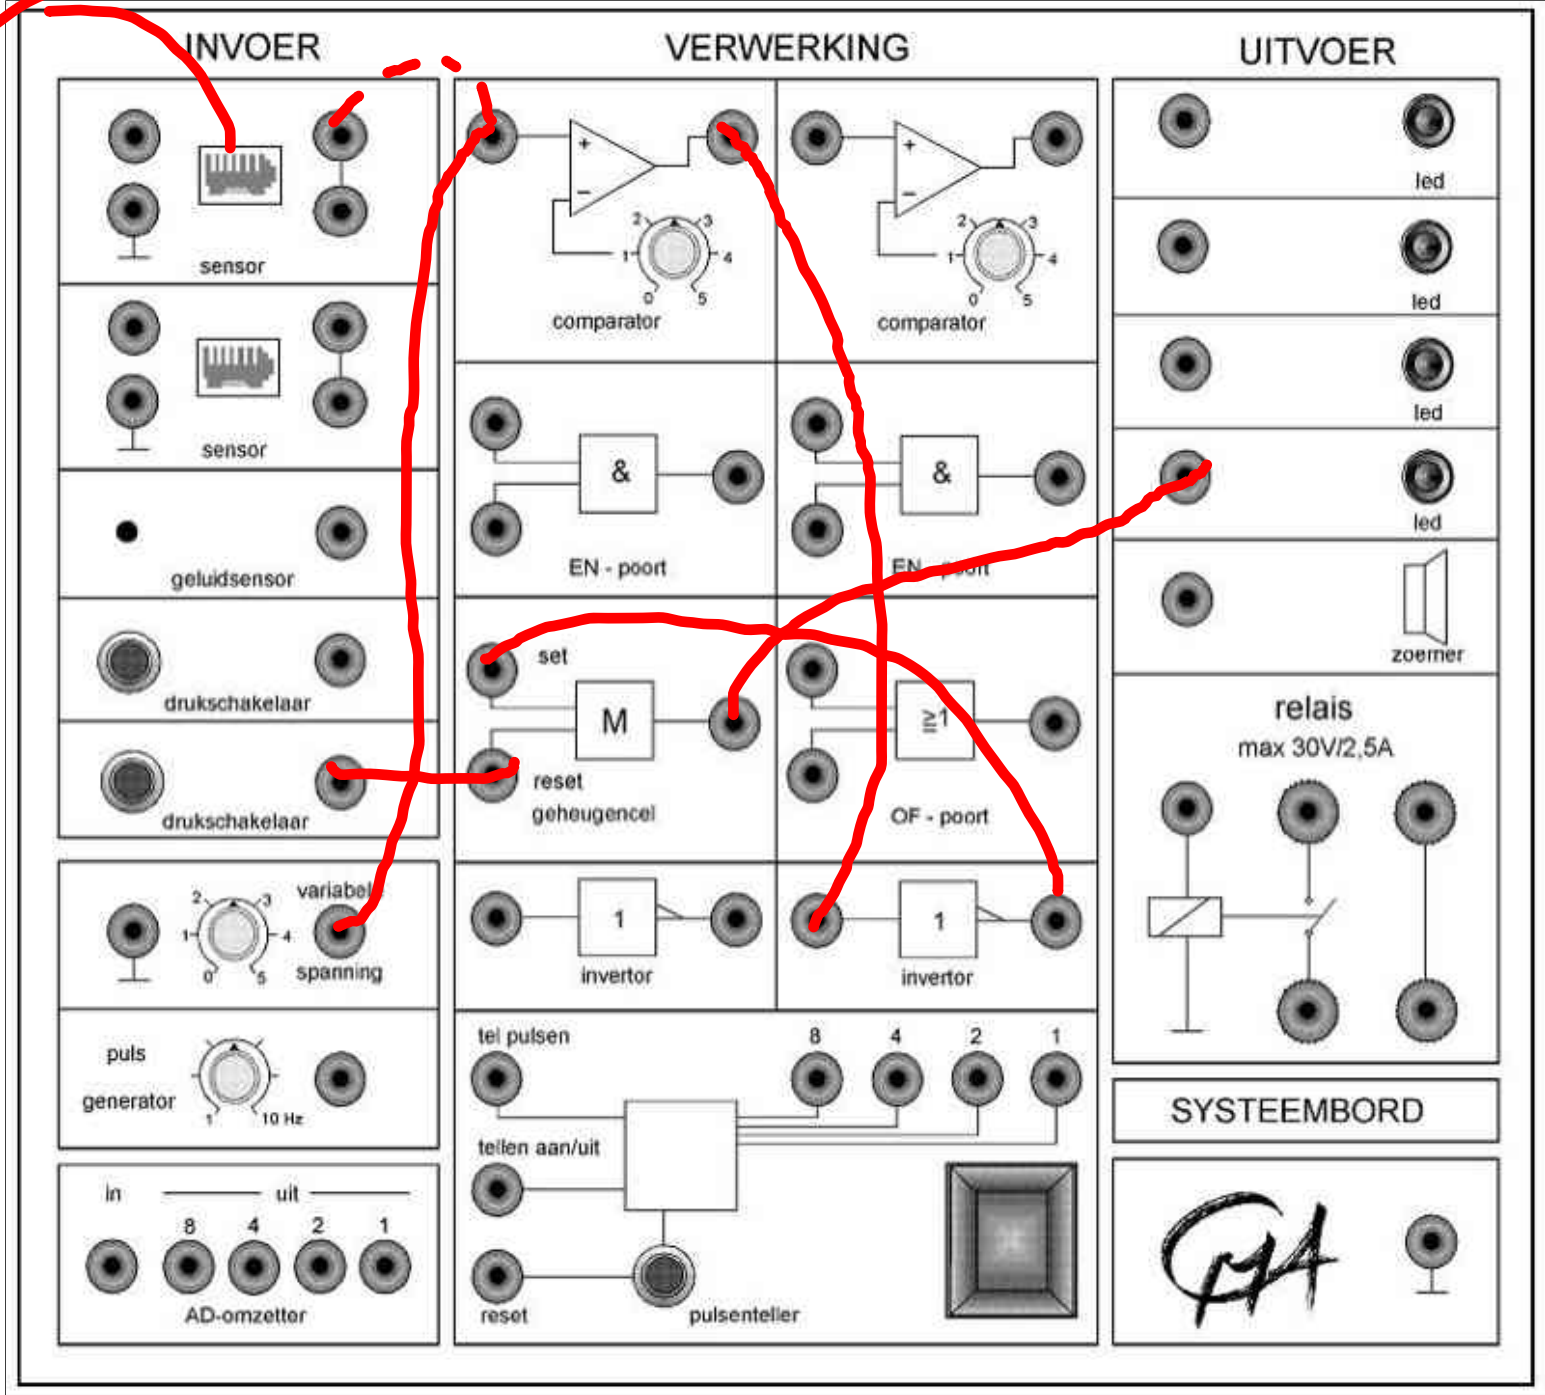 INVOER
sensor
sensor
geluidsensor
drukschakelaar
drukschakelaar
variabele
0 1 2 3 4 5
spanning
puls
generator
1 10 Hz
in uit
8 4 2 1
AD-omzetter
VERWERKING
+
−
0 1 2 3 4 5
comparator
+
−
0 1 2 3 4 5
comparator
&
EN - poort
&
EN - poort
set
M
reset
geheugencel
≥1
OF - poort
1
invertor
1
invertor
tel pulsen
8 4 2 1
tellen aan/uit
reset
pulsenteller
UITVOER
led
led
led
led
zoemer
relais
max 30V/2,5A
SYSTEEMBORD
CMA